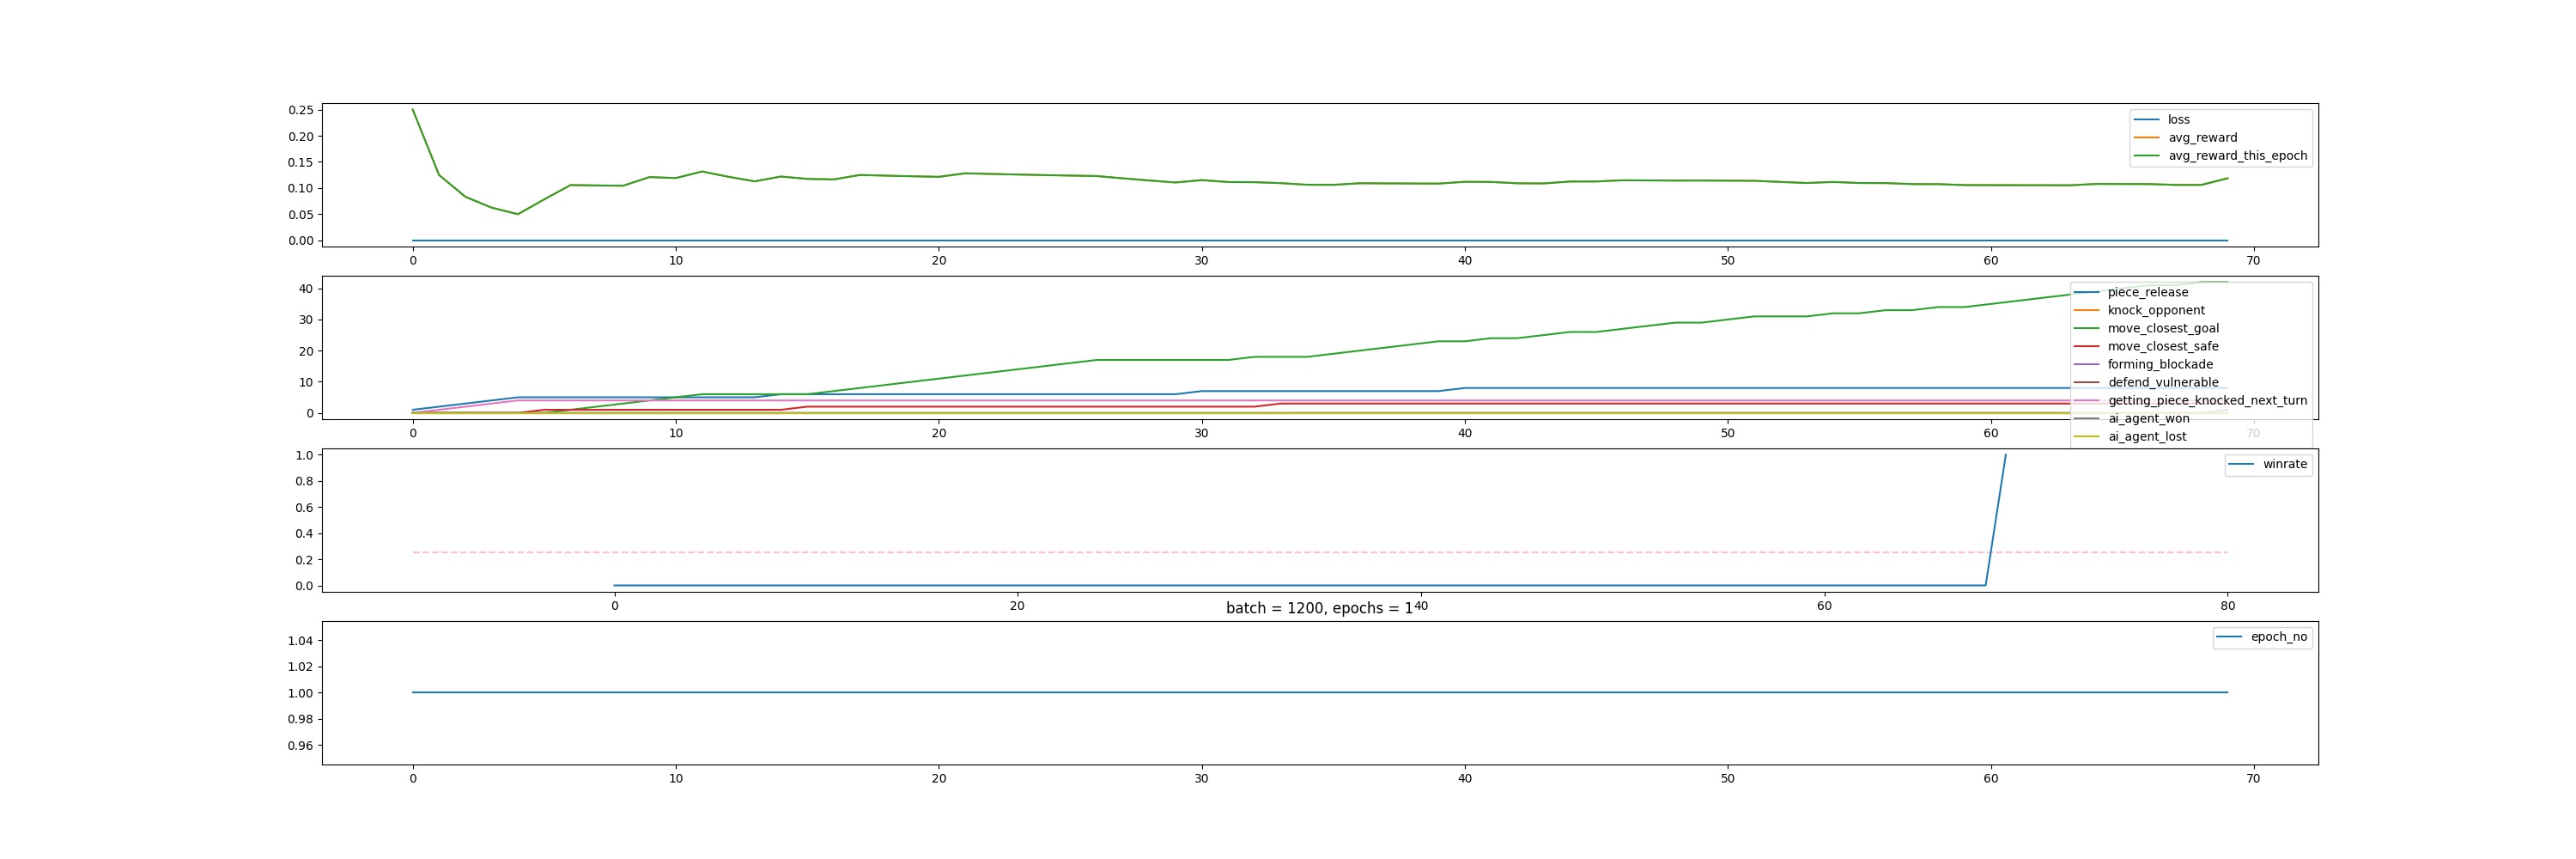 0.25
0.20
0.15
0.10
0.05
0.00
loss
avg_reward
avg_reward_this_epoch
0 10 20 30 40 50 60 70
40
30
20
10
0
piece_release
knock_opponent
move_closest_goal
move_closest_safe
forming_blockade
defend_vulnerable
getting_piece_knocked_next_turn
ai_agent_won
ai_agent_lost
0 10 20 30 40 50 60 70
1.0
0.8
0.6
0.4
0.2
0.0
winrate
0 20 40 60 80
batch = 1200, epochs = 1
1.04
1.02
1.00
0.98
0.96
epoch_no
0 10 20 30 40 50 60 70